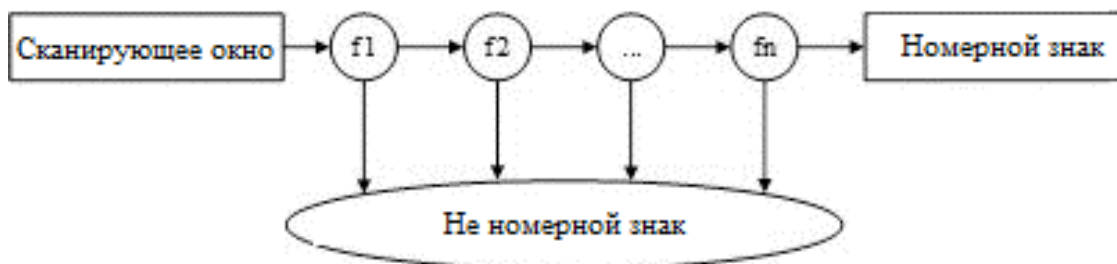 Сканирующее окно
f1
f2
...
fn
Номерной знак
Не номерной знак